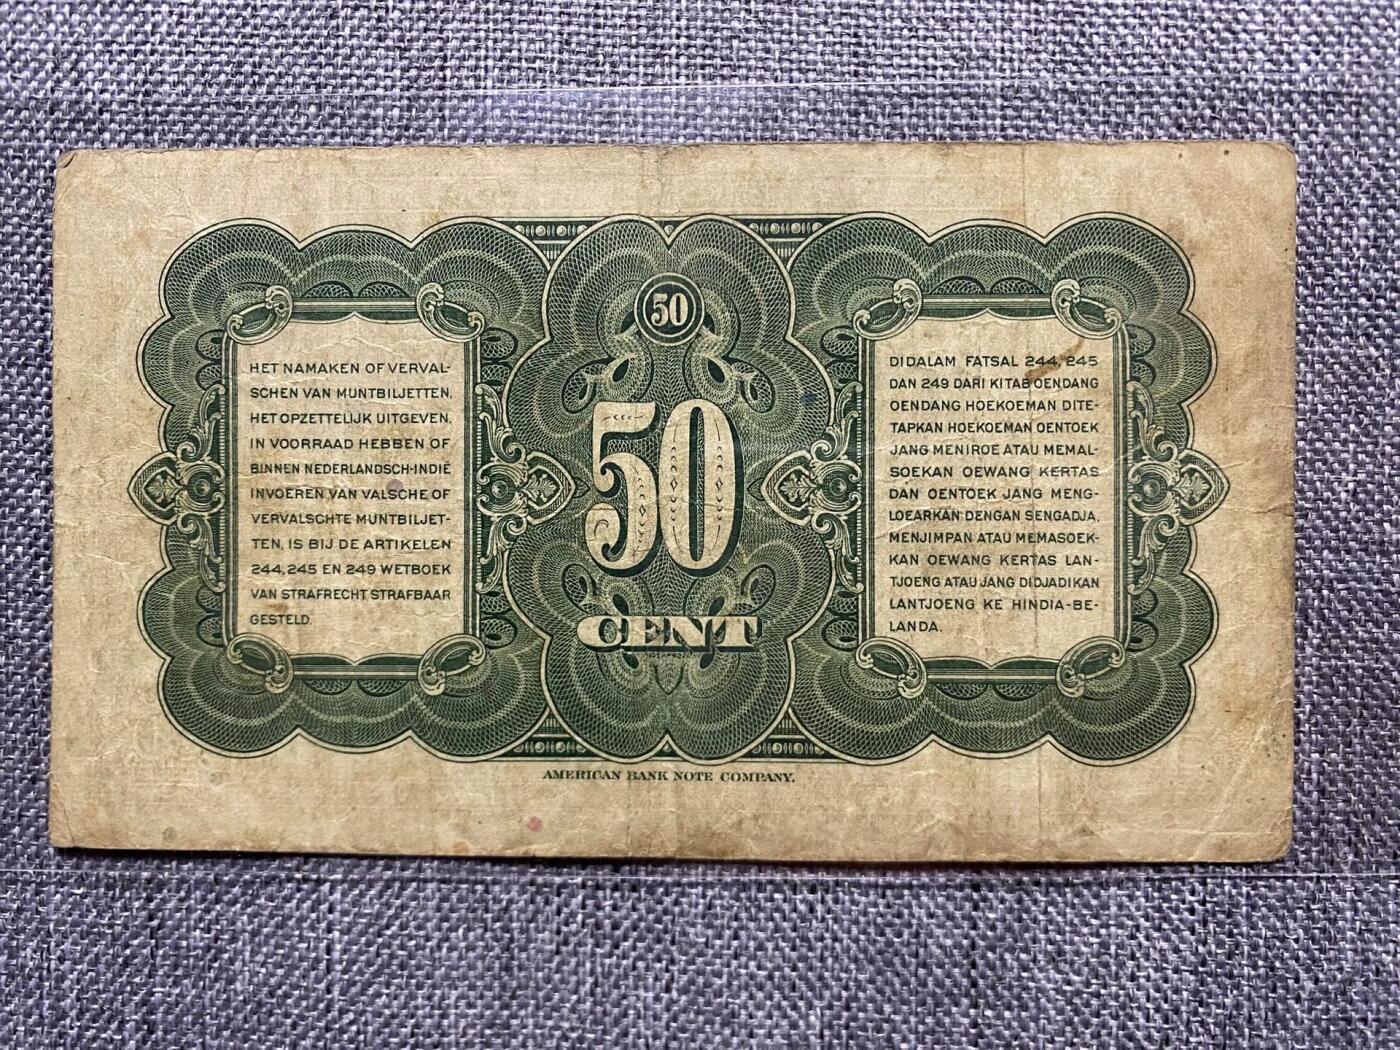 50
HET NAMAKEN OF VERVAL-
SCHEN VAN MUNTBILJETTEN,
HET OPZETTELIJK UITGEVEN,
IN VOORRAAD HEBBEN OF
BINNEN NEDERLANDSCH-INDIË
INVOEREN VAN VALSCHE OF
VERVALSCHTE MUNTBILJET-
TEN, IS BIJ DE ARTIKELEN
244, 245 EN 249 WETBOEK
VAN STRAFRECHT STRAFBAAR
GESTELD.
50
CENT
DIDALAM FATSAL 244, 245
DAN 249 DARI KITAB OENDANG
OENDANG HOEKOEMAN DITE-
TAPKAN HOEKOEMAN OENTOEK
JANG MENIROE ATAU MEMAL-
SOEKAN OEWANG KERTAS
DAN OENTOEK JANG MENG-
LOEARKAN DENGAN SENGADJA,
MENJIMPAN ATAU MEMASOEK-
KAN OEWANG KERTAS LAN-
TJOENG ATAU JANG DIDJADIKAN
LANTJOENG KE HINDIA-BE-
LANDA.
AMERICAN BANK NOTE COMPANY.